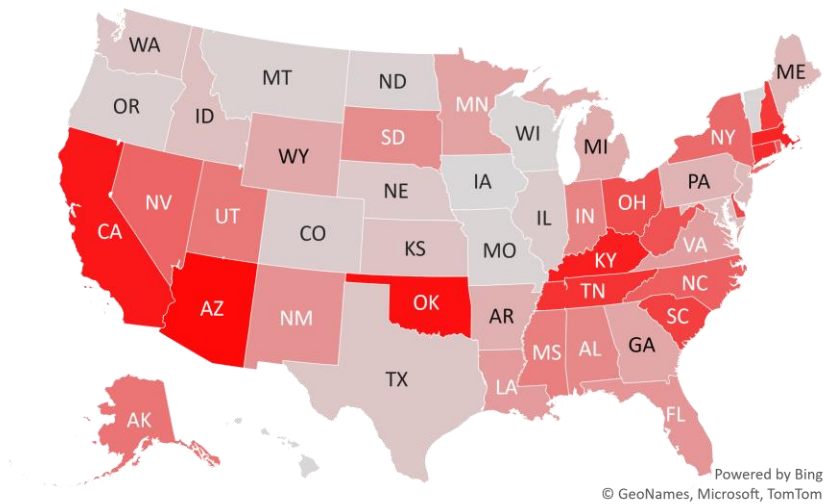 WA
MT
ND
ME
OR
ID
MN
WI
NY
SD
WY
MI
IA
PA
NE
NV
UT
IL
IN
OH
CO
CA
KS
MO
KY
VA
NC
TN
AZ
OK
NM
AR
SC
MS
AL
GA
TX
LA
FL
AK
Powered by Bing
© GeoNames, Microsoft, TomTom